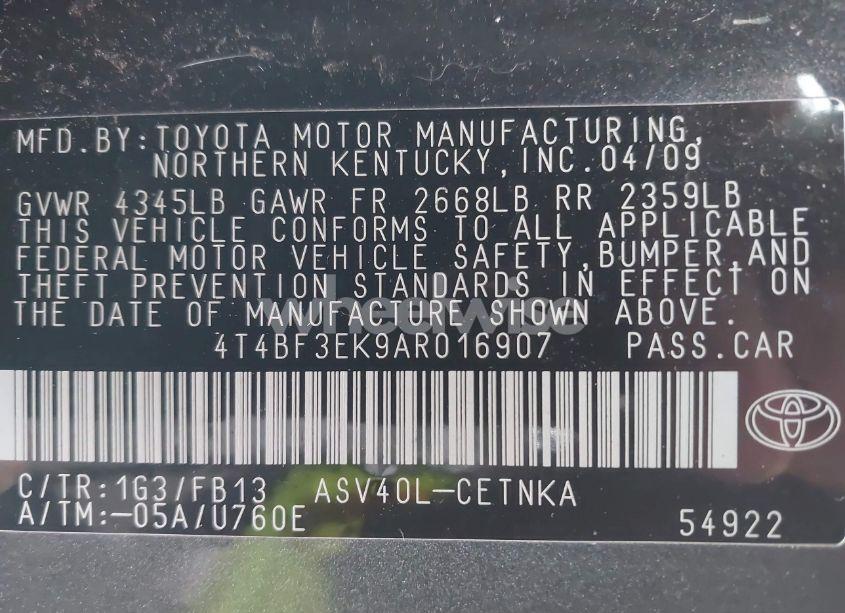 MFD.BY:TOYOTA MOTOR MANUFACTURING,
NORTHERN KENTUCKY,INC.04/09
GVWR 4345LB GAWR FR 2668LB RR 2359LB
THIS VEHICLE CONFORMS TO ALL APPLICABLE
FEDERAL MOTOR VEHICLE SAFETY,BUMPER,AND
THEFT PREVENTION STANDARDS IN EFFECT ON
THE DATE OF MANUFACTURE SHOWN ABOVE.
wheelwise
4T4BF3EK9AR016907 PASS.CAR
C/TR:1G3/FB13 ASV40L-CETNKA
A/TM:-05A/U760E 54922